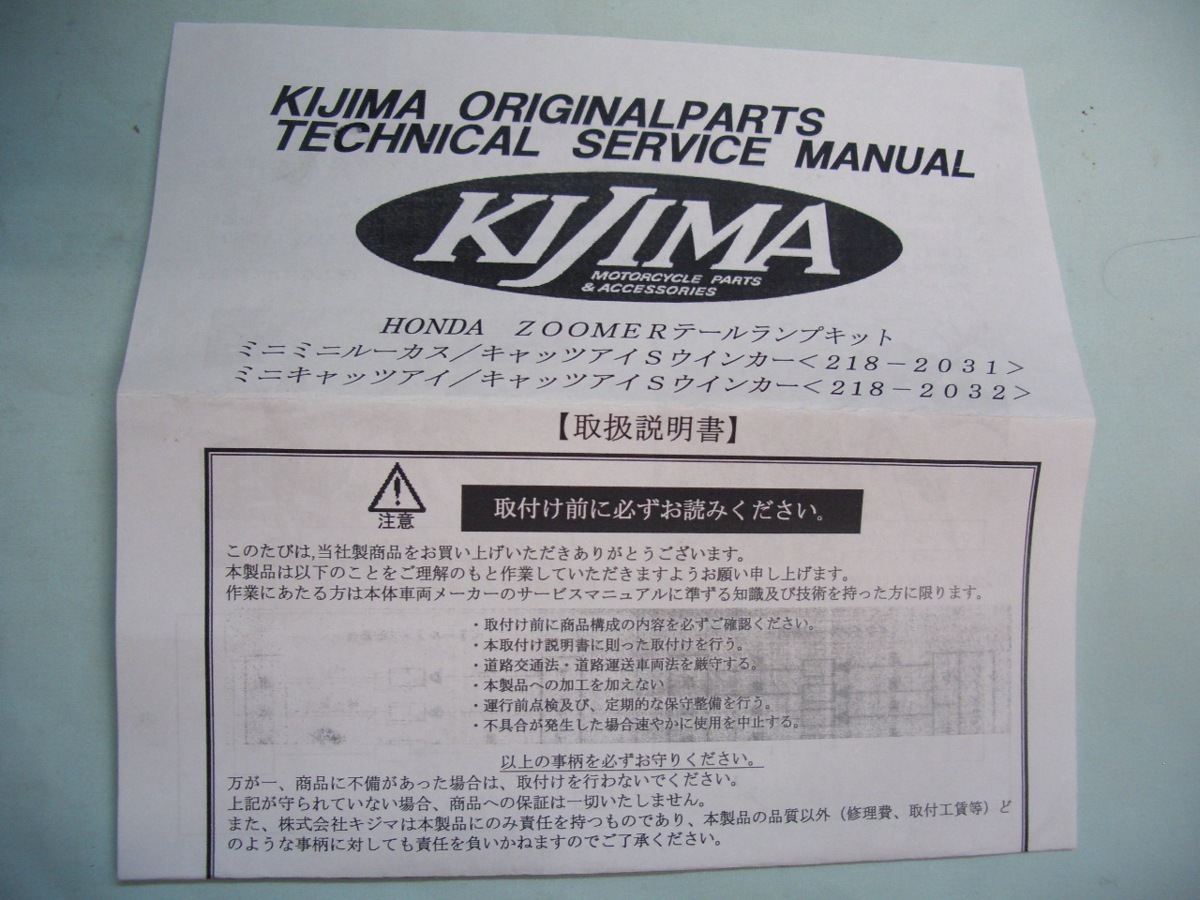 KIJIMA ORIGINALPARTS
TECHNICAL SERVICE MANUAL
KIJIMA
MOTORCYCLE PARTS
& ACCESSORIES
HONDA ZOOMERテールランプキット
ミニミニルーカス／キャッツアイSウインカー＜218－2031＞
ミニキャッツアイ／キャッツアイSウインカー＜218－2032＞
【取扱説明書】
注意
取付け前に必ずお読みください。
このたびは,当社製商品をお買い上げいただきありがとうございます。
本製品は以下のことをご理解のもと作業していただきますようお願い申し上げます。
作業にあたる方は本体車両メーカーのサービスマニュアルに準ずる知識及び技術を持った方に限ります。
・取付け前に商品構成の内容を必ずご確認ください。
・本取付け説明書に則った取付けを行う。
・道路交通法・道路運送車両法を厳守する。
・本製品への加工を加えない
・運行前点検及び、定期的な保守整備を行う。
・不具合が発生した場合速やかに使用を中止する。
以上の事柄を必ずお守りください。
万が一、商品に不備があった場合は、取付けを行わないでください。
上記が守られていない場合、商品への保証は一切いたしません。
また、株式会社キジマは本製品にのみ責任を持つものであり、本製品の品質以外（修理費、取付工賃等）ど
のような事柄に対しても責任を負いかねますのでご了承ください。